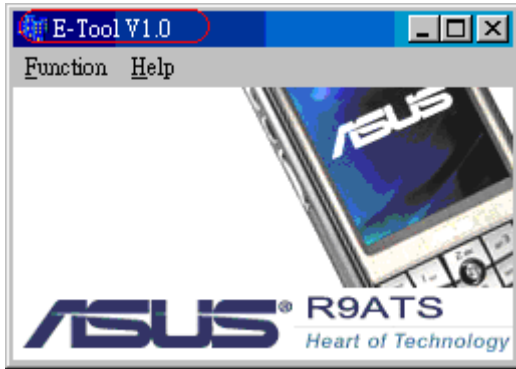 E-Tool V1.0
Function Help
ASUS
ASUS® R9ATS
Heart of Technology